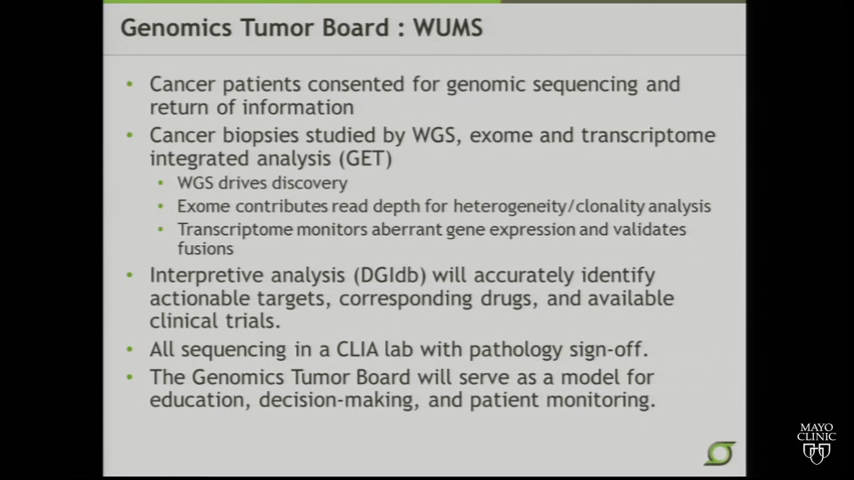 Genomics Tumor Board : WUMS
• Cancer patients consented for genomic sequencing and
return of information
• Cancer biopsies studied by WGS, exome and transcriptome
integrated analysis (GET)
• WGS drives discovery
• Exome contributes read depth for heterogeneity/clonality analysis
• Transcriptome monitors aberrant gene expression and validates
fusions
• Interpretive analysis (DGIdb) will accurately identify
actionable targets, corresponding drugs, and available
clinical trials.
• All sequencing in a CLIA lab with pathology sign-off.
• The Genomics Tumor Board will serve as a model for
education, decision-making, and patient monitoring.
MAYO
CLINIC